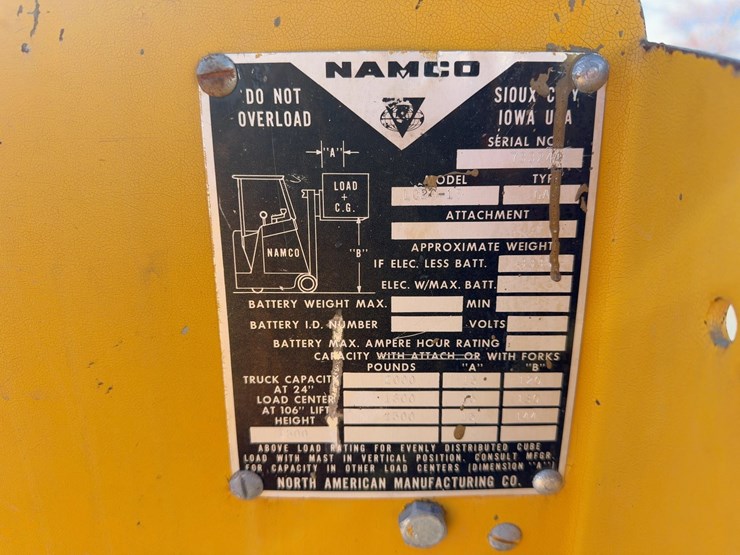 NAMCO
DO NOT
OVERLOAD
SIOUX CITY
IOWA USA
SERIAL NO.
"A"
LOAD
+
C.G.
NAMCO
"B"
MODEL TYPE
ATTACHMENT
APPROXIMATE WEIGHT
IF ELEC. LESS BATT.
ELEC. W/MAX. BATT.
BATTERY WEIGHT MAX. MIN
BATTERY I.D. NUMBER VOLTS
BATTERY MAX. AMPERE HOUR RATING
CAPACITY WITH ATTACH. OR WITH FORKS
POUNDS "A" "B"
TRUCK CAPACITY
AT 24"
LOAD CENTER
AT 106" LIFT
HEIGHT
ABOVE LOAD RATING FOR EVENLY DISTRIBUTED CUBE
LOAD WITH MAST IN VERTICAL POSITION. CONSULT MFGR.
FOR CAPACITY IN OTHER LOAD CENTERS (DIMENSION "A")
NORTH AMERICAN MANUFACTURING CO.